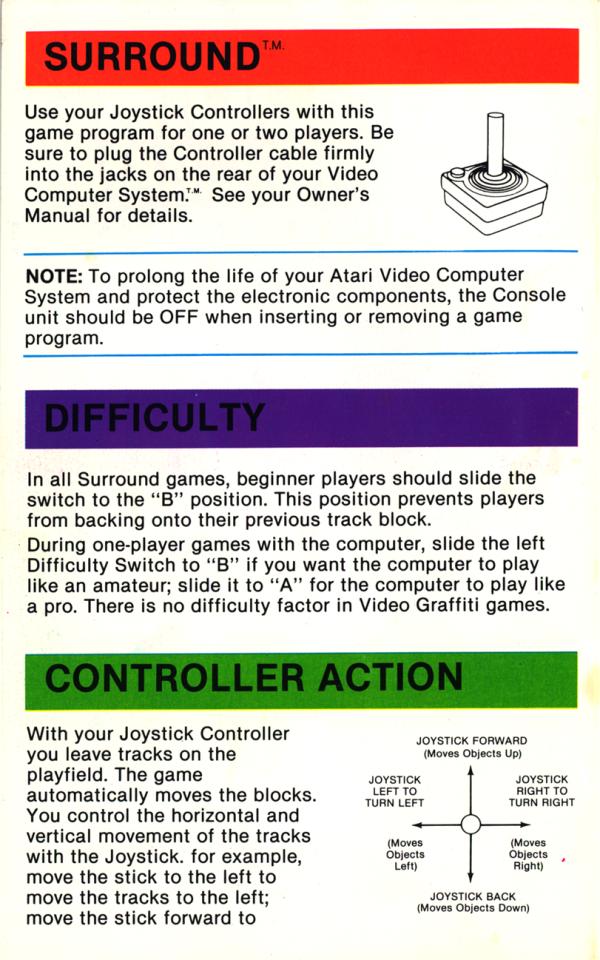 SURROUND T.M.
Use your Joystick Controllers with this
game program for one or two players. Be
sure to plug the Controller cable firmly
into the jacks on the rear of your Video
Computer System.T.M. See your Owner's
Manual for details.
NOTE: To prolong the life of your Atari Video Computer
System and protect the electronic components, the Console
unit should be OFF when inserting or removing a game
program.
DIFFICULTY
In all Surround games, beginner players should slide the
switch to the "B" position. This position prevents players
from backing onto their previous track block.
During one-player games with the computer, slide the left
Difficulty Switch to "B" if you want the computer to play
like an amateur; slide it to "A" for the computer to play like
a pro. There is no difficulty factor in Video Graffiti games.
CONTROLLER ACTION
With your Joystick Controller
you leave tracks on the
playfield. The game
automatically moves the blocks.
You control the horizontal and
vertical movement of the tracks
with the Joystick. for example,
move the stick to the left to
move the tracks to the left;
move the stick forward to
JOYSTICK FORWARD
(Moves Objects Up)
JOYSTICK
LEFT TO
TURN LEFT
(Moves
Objects
Left)
JOYSTICK
RIGHT TO
TURN RIGHT
(Moves
Objects
Right)
JOYSTICK BACK
(Moves Objects Down)